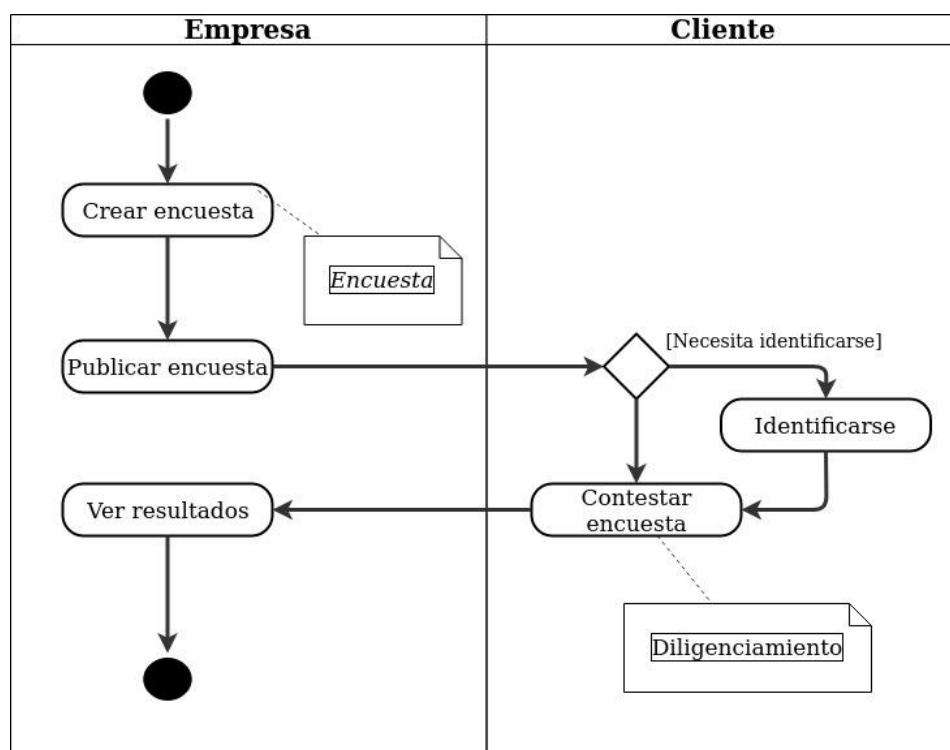 Empresa
Cliente
Crear encuesta
Encuesta
Publicar encuesta
[Necesita identificarse]
Identificarse
Contestar
encuesta
Ver resultados
Diligenciamiento